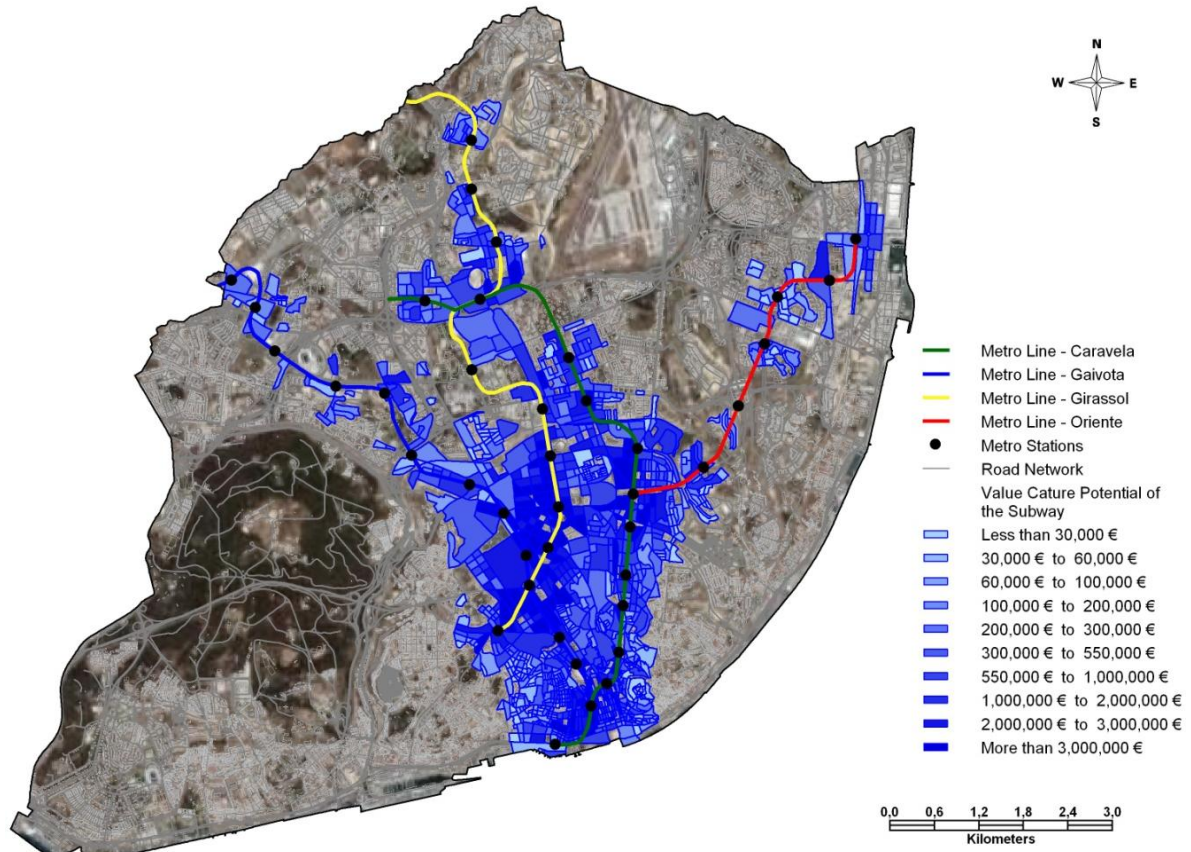 N
W E
S
Metro Line - Caravela
Metro Line - Gaivota
Metro Line - Girassol
Metro Line - Oriente
Metro Stations
Road Network
Value Cature Potential of
the Subway
Less than 30,000 €
30,000 € to 60,000 €
60,000 € to 100,000 €
100,000 € to 200,000 €
200,000 € to 300,000 €
300,000 € to 550,000 €
550,000 € to 1,000,000 €
1,000,000 € to 2,000,000 €
2,000,000 € to 3,000,000 €
More than 3,000,000 €
0,0 0,6 1,2 1,8 2,4 3,0
Kilometers